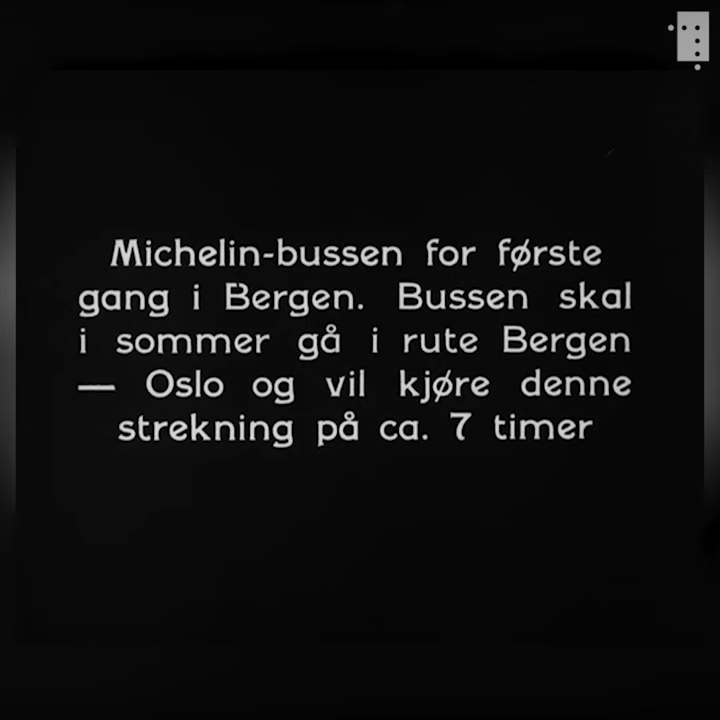 Michelin-bussen for første
gang i Bergen. Bussen skal
i sommer gå i rute Bergen
— Oslo og vil kjøre denne
strekning på ca. 7 timer